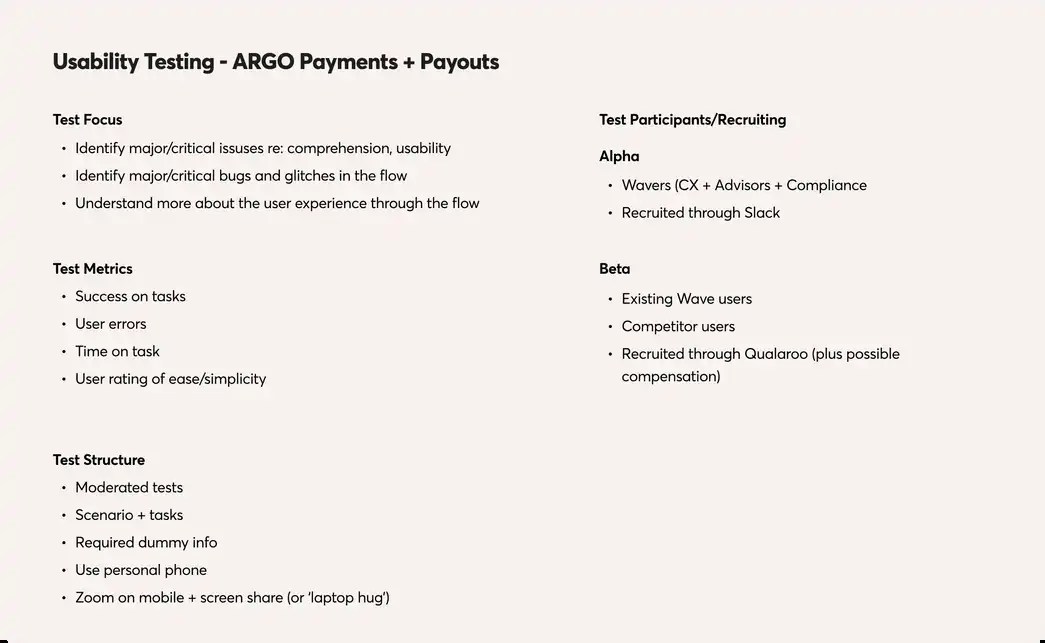 Usability Testing - ARGO Payments + Payouts
Test Focus
• Identify major/critical issuses re: comprehension, usability
• Identify major/critical bugs and glitches in the flow
• Understand more about the user experience through the flow
Test Metrics
• Success on tasks
• User errors
• Time on task
• User rating of ease/simplicity
Test Structure
• Moderated tests
• Scenario + tasks
• Required dummy info
• Use personal phone
• Zoom on mobile + screen share (or 'laptop hug')
Test Participants/Recruiting
Alpha
• Wavers (CX + Advisors + Compliance
• Recruited through Slack
Beta
• Existing Wave users
• Competitor users
• Recruited through Qualaroo (plus possible
compensation)